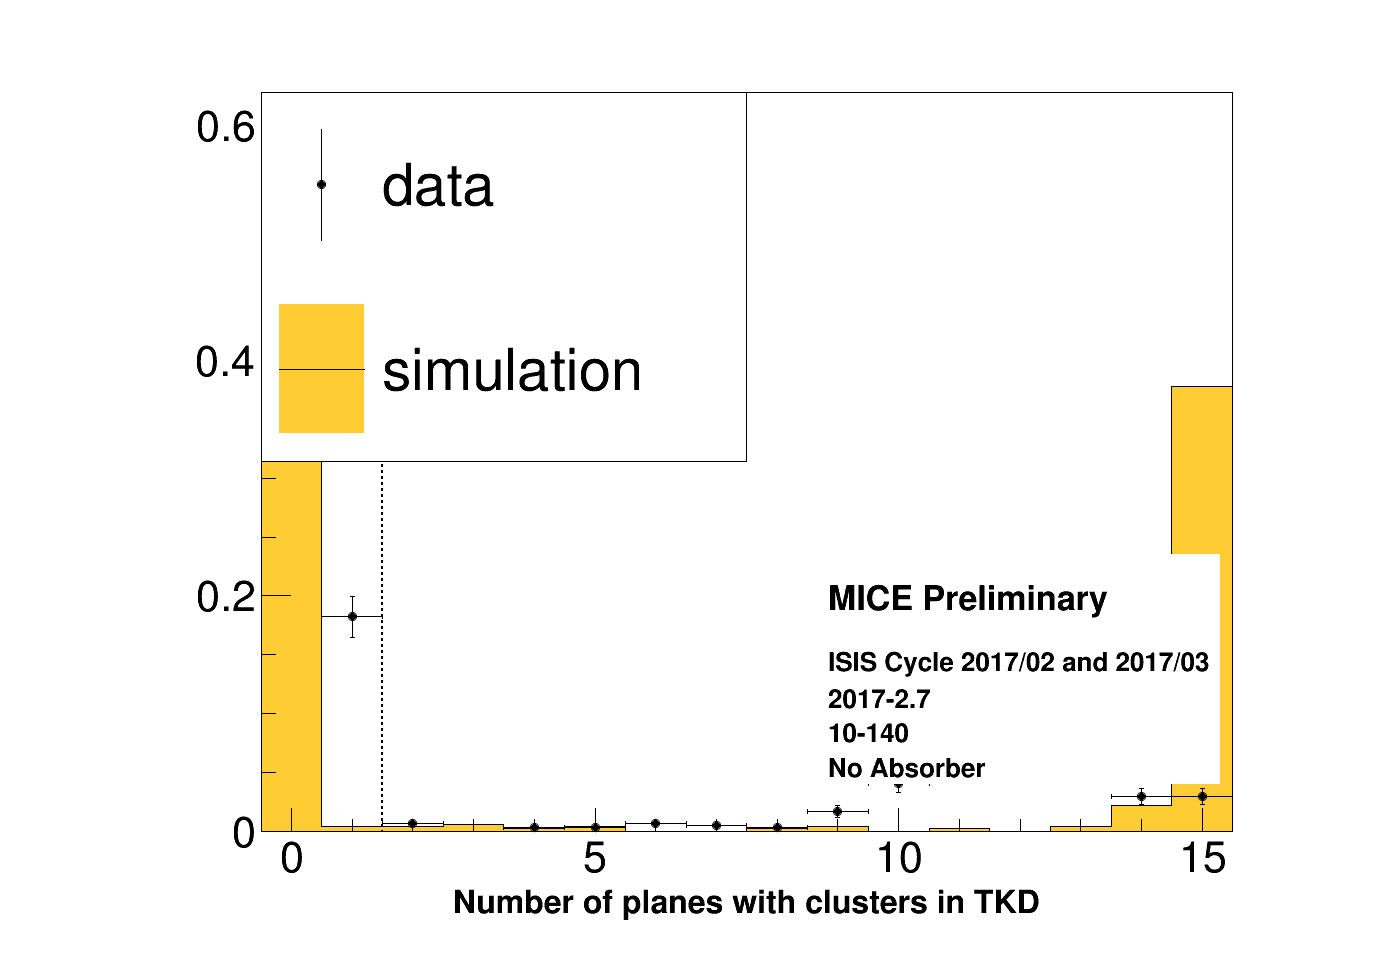 0.6
data
0.4
simulation
0.2
MICE Preliminary
ISIS Cycle 2017/02 and 2017/03
2017-2.7
10-140
No Absorber
0
0 5 10 15
Number of planes with clusters in TKD